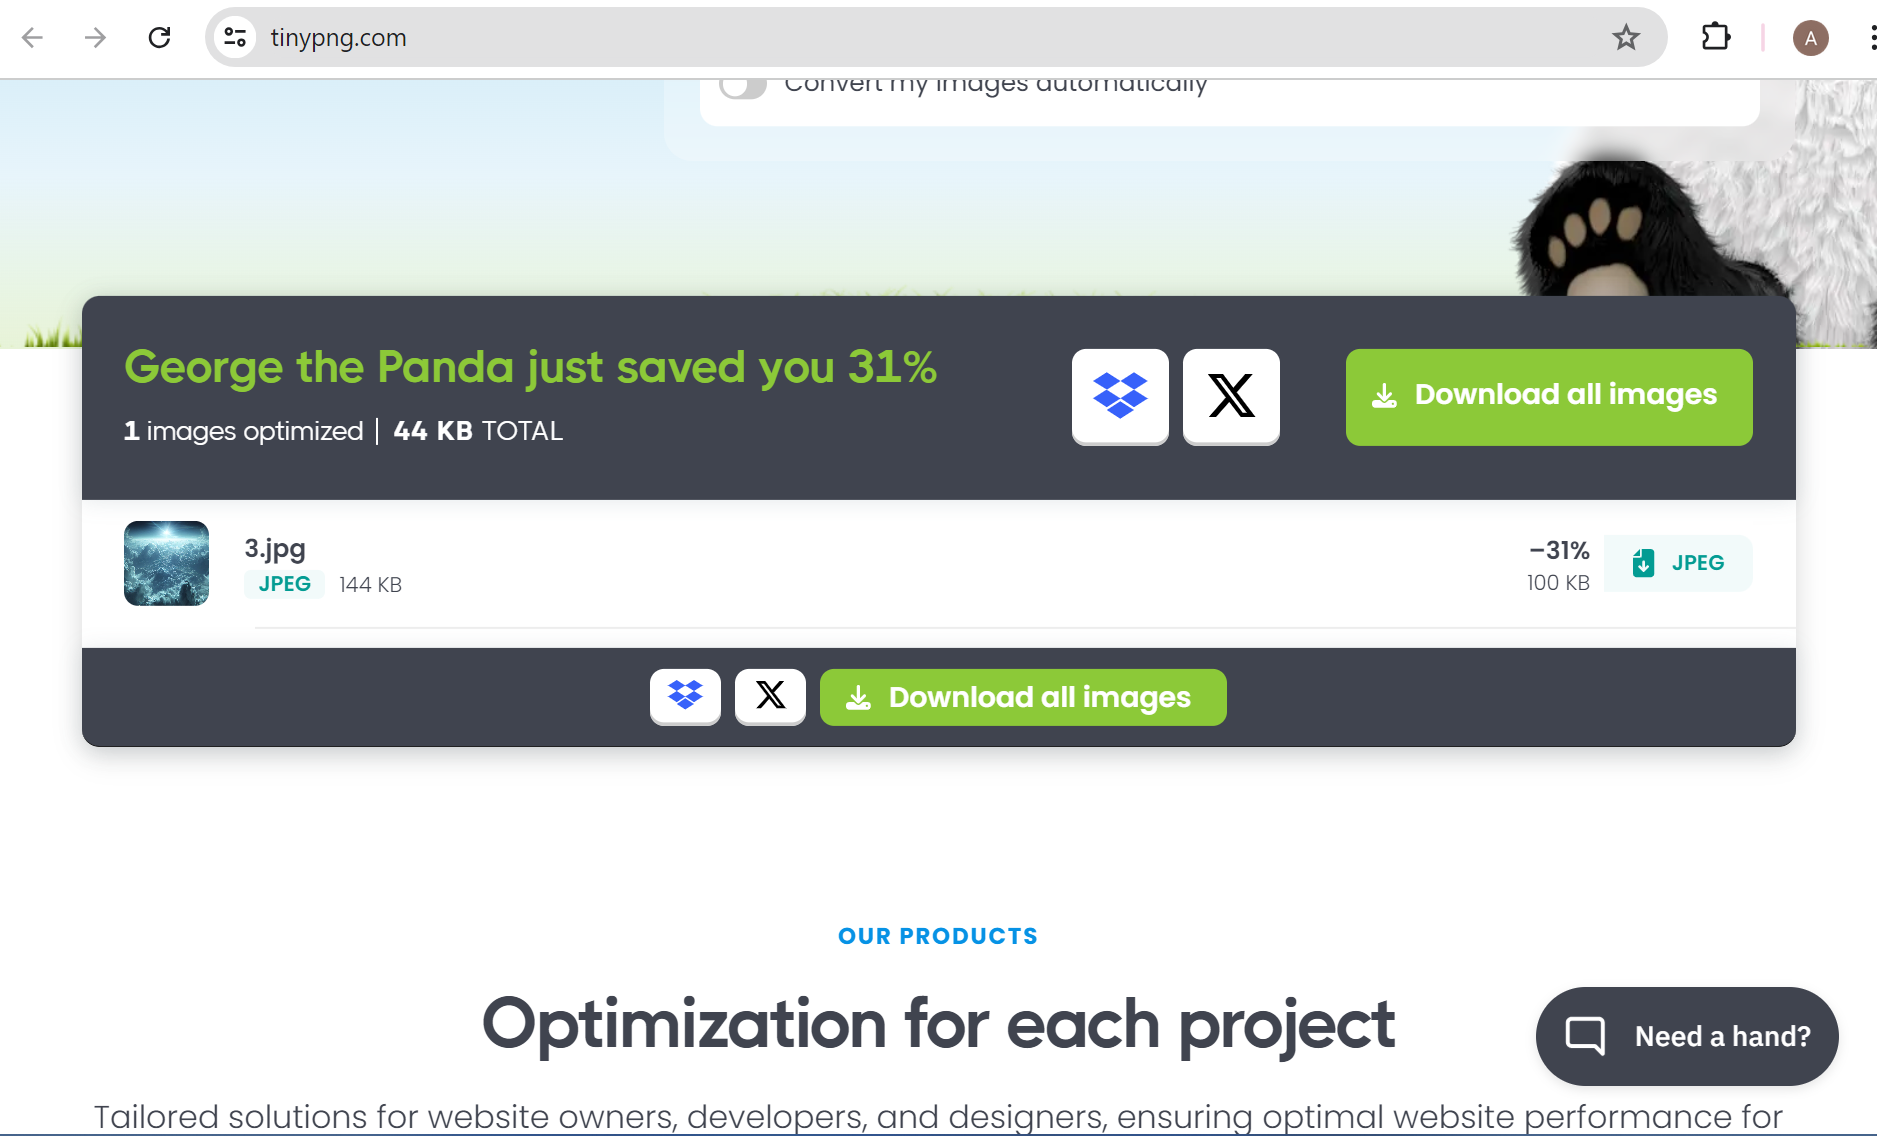 tinypng.com
A
Convert my images automatically
George the Panda just saved you 31%
1 images optimized | 44 KB TOTAL
Download all images
3.jpg
JPEG 144 KB
-31%
100 KB
JPEG
Download all images
OUR PRODUCTS
Optimization for each project
Need a hand?
Tailored solutions for website owners, developers, and designers, ensuring optimal website performance for